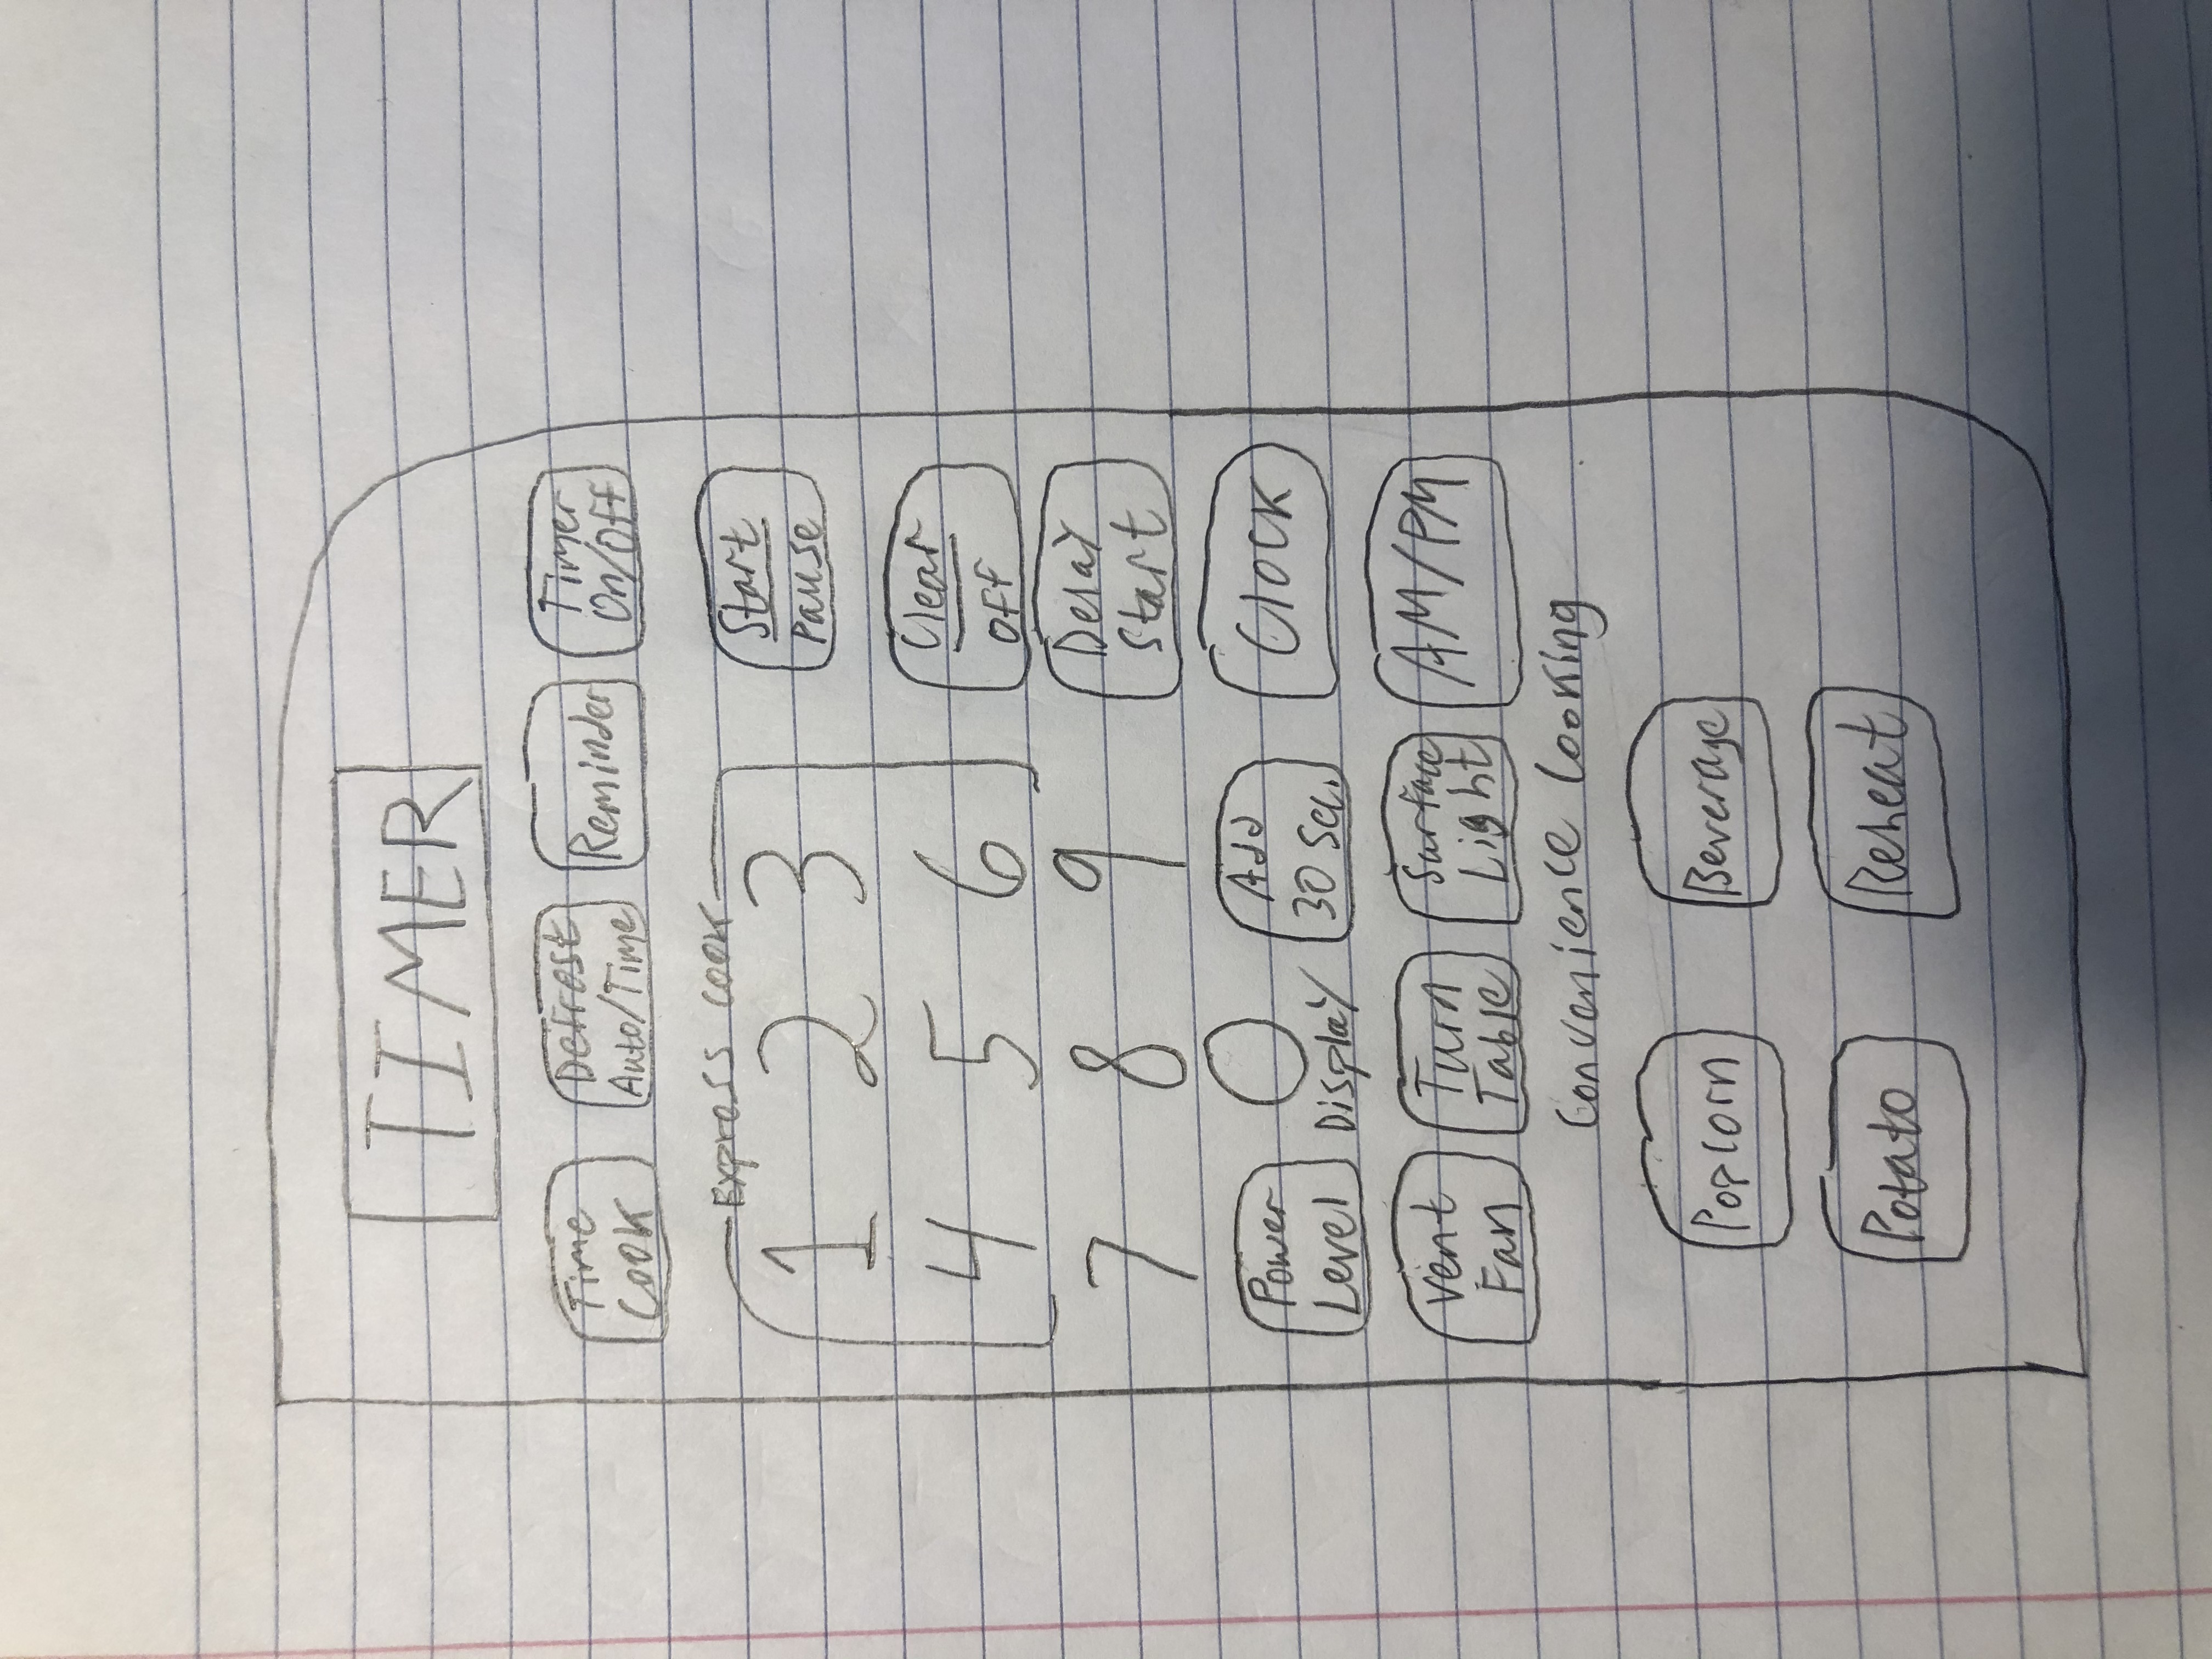 TIMER
Time
Cook
Defrost
Auto/Time
Reminder
Timer
On/Off
Express Cook
1 2 3
Start
Pause
4 5 6
Clear
Off
7 8 9
Delay
Start
Power
Level
0
Display
Add
30 Sec.
Clock
Vent
Fan
Turn
Table
Surface
Light
AM/PM
Convenience Cooking
Popcorn
Beverage
Potato
Reheat